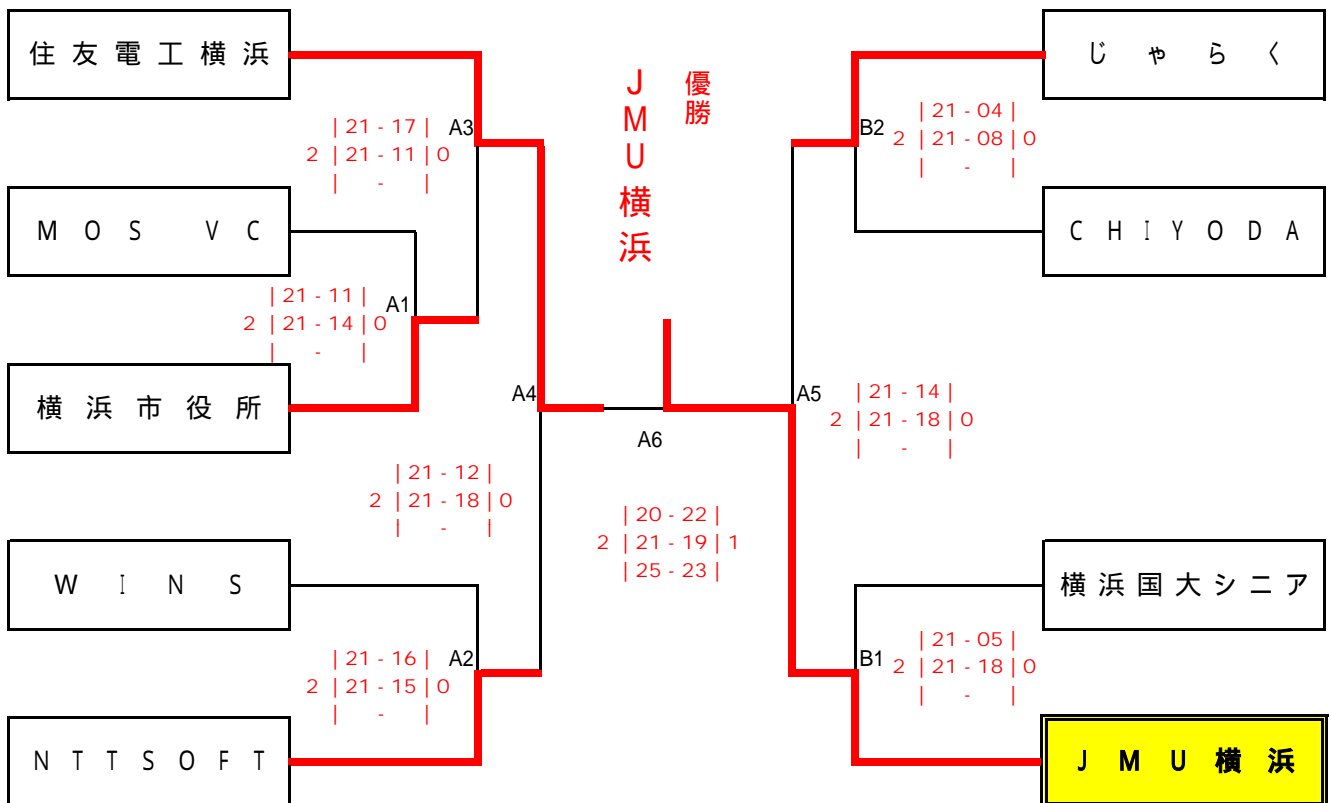 住友電工横浜
じゃらく
優勝
JMU横浜
| 21 - 17 | A3
2 | 21 - 11 | 0
| - |
B2 | 21 - 04 |
2 | 21 - 08 | 0
| - |
MOS VC
CHIYODA
| 21 - 11 | A1
2 | 21 - 14 | 0
| - |
横浜市役所
A4
A6
A5 | 21 - 14 |
2 | 21 - 18 | 0
| - |
| 21 - 12 |
2 | 21 - 18 | 0
| - |
| 20 - 22 |
2 | 21 - 19 | 1
| 25 - 23 |
WINS
横浜国大シニア
| 21 - 16 | A2
2 | 21 - 15 | 0
| - |
B1 | 21 - 05 |
2 | 21 - 18 | 0
| - |
NTTSOFT
JMU横浜